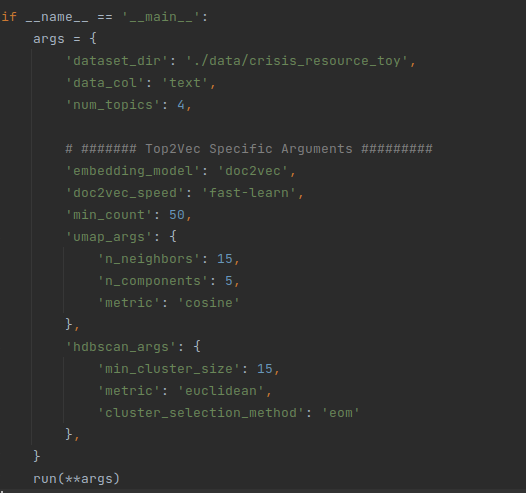 if __name__ == '__main__':
    args = {
        'dataset_dir': './data/crisis_resource_toy',
        'data_col': 'text',
        'num_topics': 4,

        # ####### Top2Vec Specific Arguments #########
        'embedding_model': 'doc2vec',
        'doc2vec_speed': 'fast-learn',
        'min_count': 50,
        'umap_args': {
            'n_neighbors': 15,
            'n_components': 5,
            'metric': 'cosine'
        },
        'hdbscan_args': {
            'min_cluster_size': 15,
            'metric': 'euclidean',
            'cluster_selection_method': 'eom'
        },
    }
    run(**args)